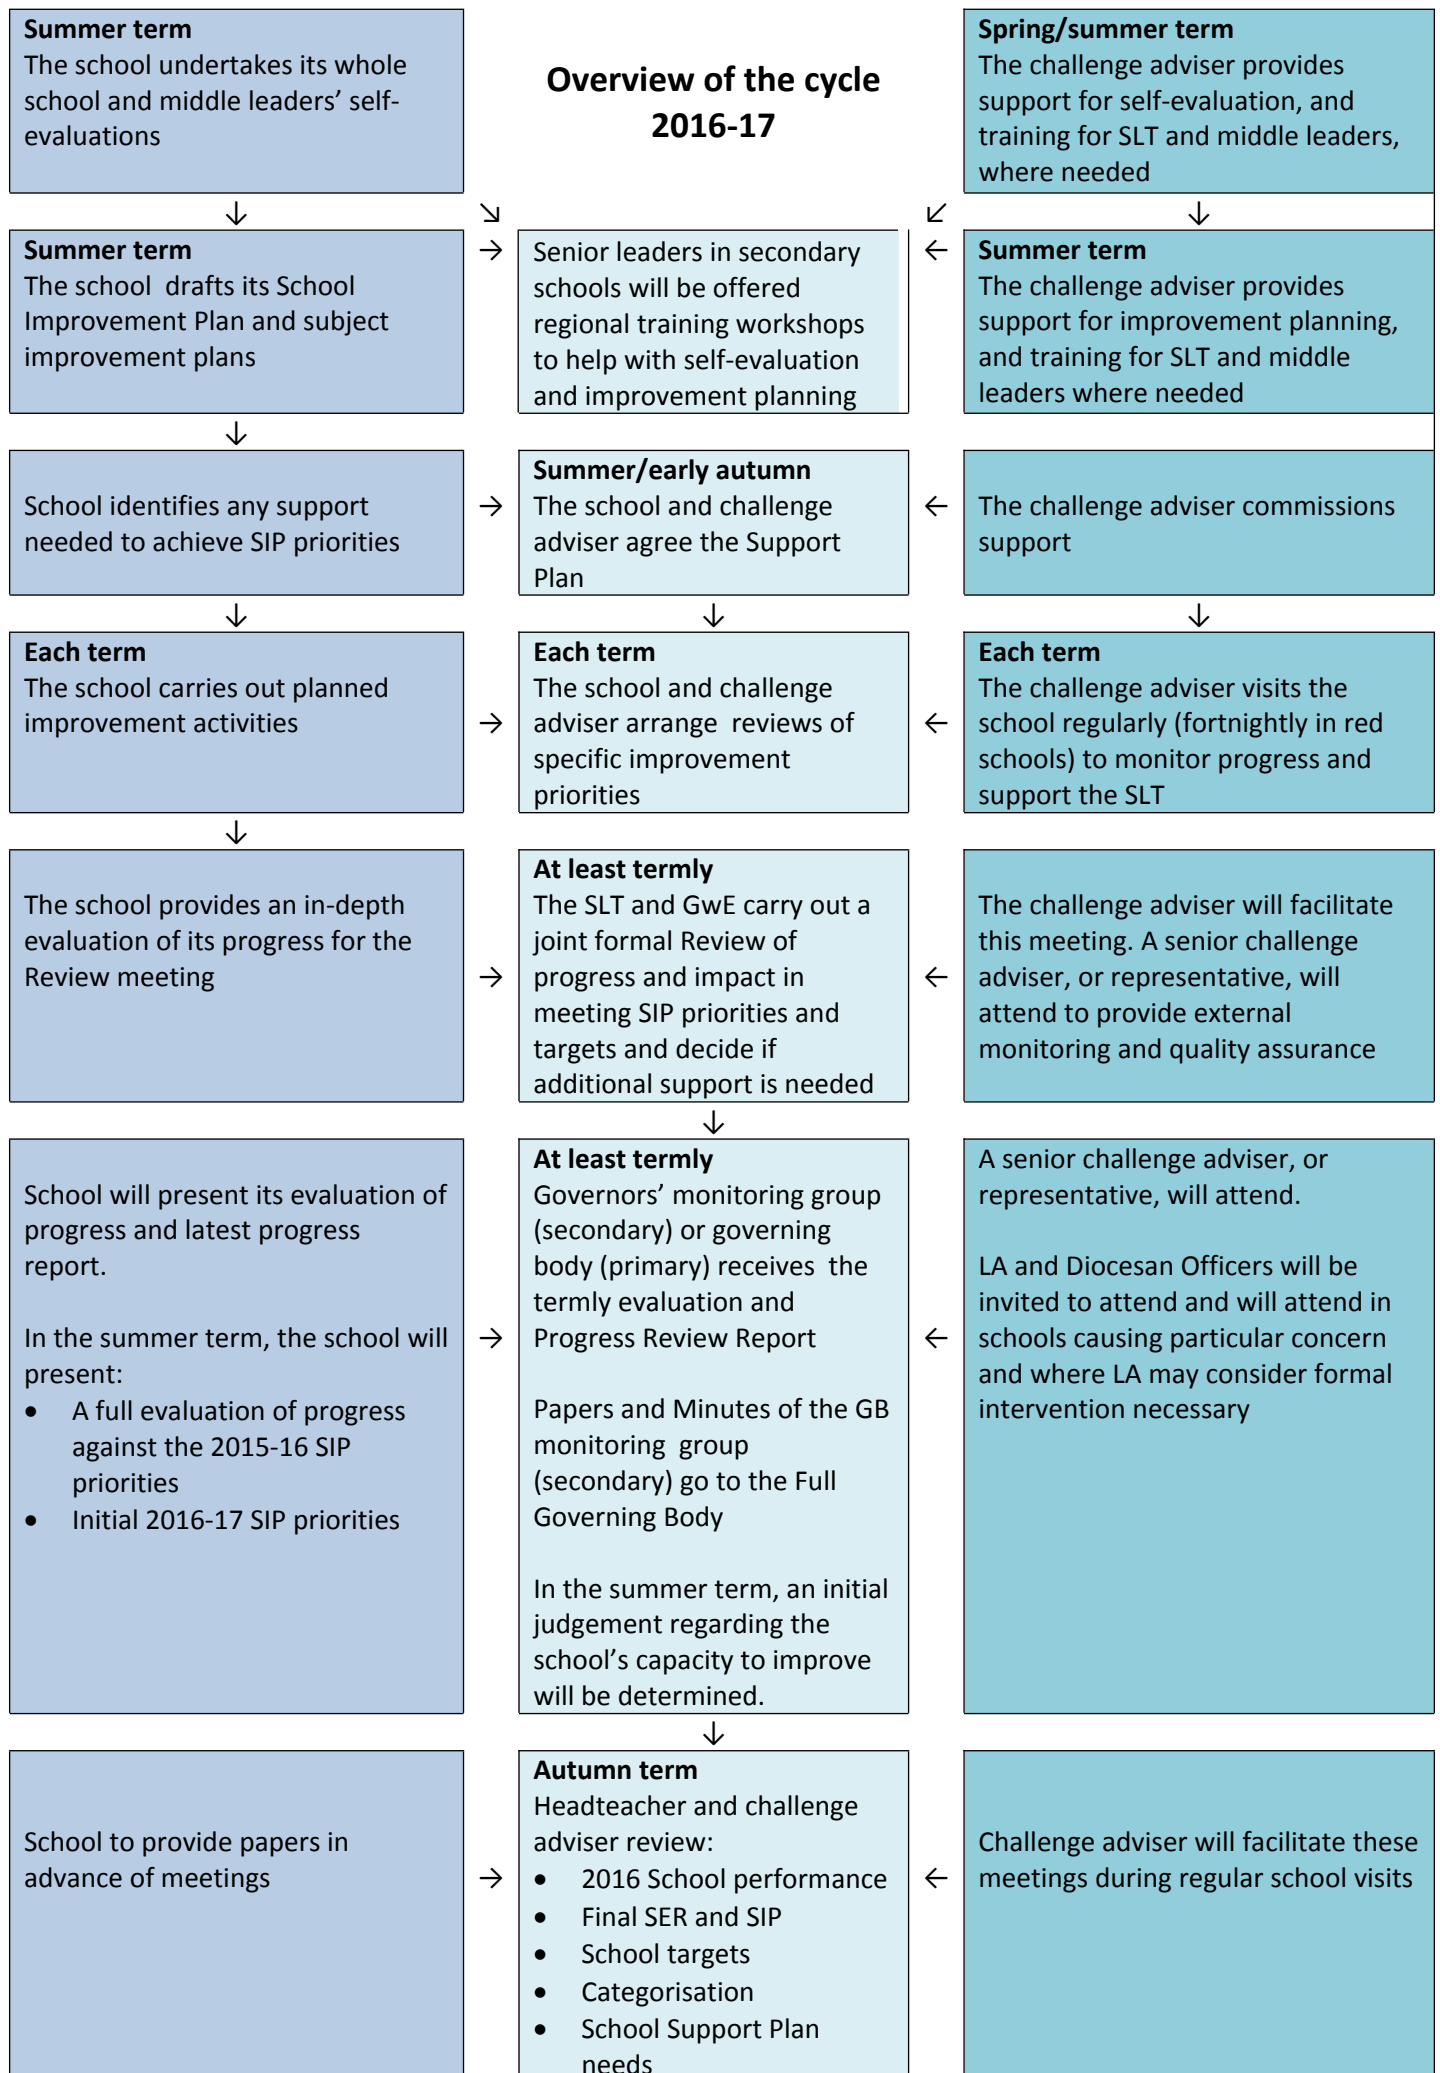 Summer term
The school undertakes its whole
school and middle leaders’ self-
evaluations
Overview of the cycle
2016-17
Spring/summer term
The challenge adviser provides
support for self-evaluation, and
training for SLT and middle leaders,
where needed
↓
↘
↙
↓
Summer term
The school drafts its School
Improvement Plan and subject
improvement plans
→
Senior leaders in secondary
schools will be offered
regional training workshops
to help with self-evaluation
and improvement planning
←
Summer term
The challenge adviser provides
support for improvement planning,
and training for SLT and middle
leaders where needed
↓
School identifies any support
needed to achieve SIP priorities
→
Summer/early autumn
The school and challenge
adviser agree the Support
Plan
←
The challenge adviser commissions
support
↓
↓
↓
Each term
The school carries out planned
improvement activities
→
Each term
The school and challenge
adviser arrange reviews of
specific improvement
priorities
←
Each term
The challenge adviser visits the
school regularly (fortnightly in red
schools) to monitor progress and
support the SLT
↓
The school provides an in-depth
evaluation of its progress for the
Review meeting
→
At least termly
The SLT and GwE carry out a
joint formal Review of
progress and impact in
meeting SIP priorities and
targets and decide if
additional support is needed
←
The challenge adviser will facilitate
this meeting. A senior challenge
adviser, or representative, will
attend to provide external
monitoring and quality assurance
↓
School will present its evaluation of
progress and latest progress
report.
In the summer term, the school will
present:
• A full evaluation of progress
against the 2015-16 SIP
priorities
• Initial 2016-17 SIP priorities
→
At least termly
Governors’ monitoring group
(secondary) or governing
body (primary) receives the
termly evaluation and
Progress Review Report
Papers and Minutes of the GB
monitoring group
(secondary) go to the Full
Governing Body
In the summer term, an initial
judgement regarding the
school’s capacity to improve
will be determined.
←
A senior challenge adviser, or
representative, will attend.
LA and Diocesan Officers will be
invited to attend and will attend in
schools causing particular concern
and where LA may consider formal
intervention necessary
↓
School to provide papers in
advance of meetings
→
Autumn term
Headteacher and challenge
adviser review:
• 2016 School performance
• Final SER and SIP
• School targets
• Categorisation
• School Support Plan
needs
←
Challenge adviser will facilitate these
meetings during regular school visits